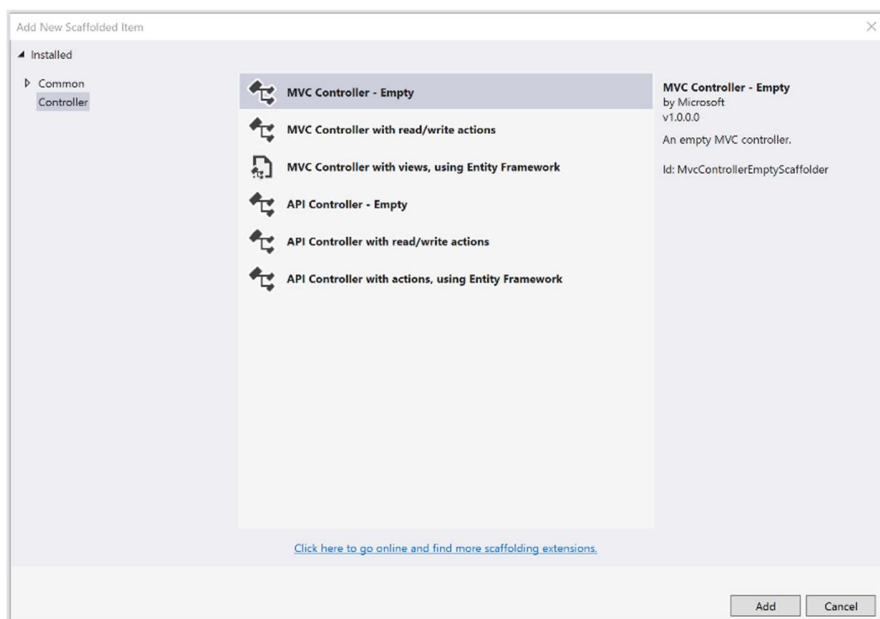 Add New Scaffolded Item
Installed
Common
Controller
MVC Controller - Empty
MVC Controller with read/write actions
MVC Controller with views, using Entity Framework
API Controller - Empty
API Controller with read/write actions
API Controller with actions, using Entity Framework
MVC Controller - Empty
by Microsoft
v1.0.0.0
An empty MVC controller.
Id: MvcControllerEmptyScaffolder
Click here to go online and find more scaffolding extensions.
Add
Cancel